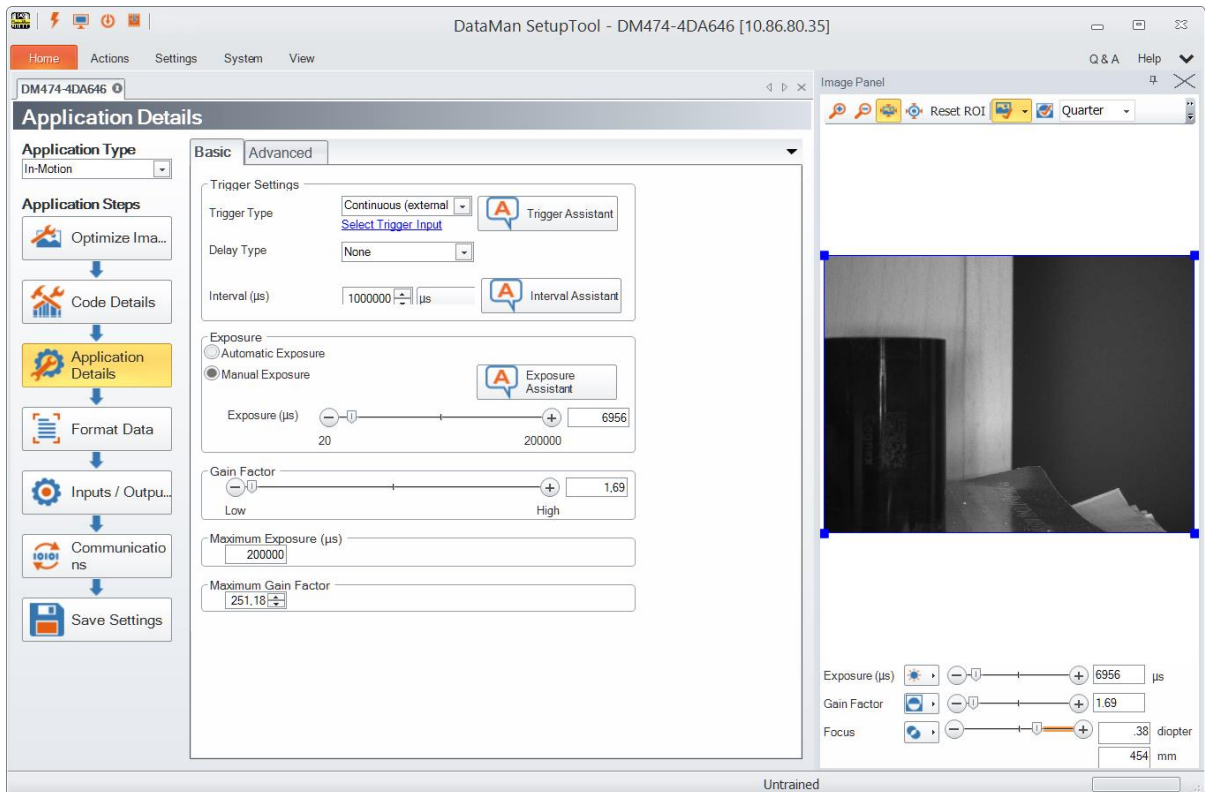 DataMan SetupTool - DM474-4DA646 [10.86.80.35]
Home Actions Settings System View Q & A Help
DM474-4DA646
Application Details
Application Type
In-Motion
Application Steps
Optimize Ima...
Code Details
Application
Details
Format Data
Inputs / Outpu...
Communicatio
ns
Save Settings
Basic Advanced
Trigger Settings
Trigger Type Continuous (external Trigger Assistant
Select Trigger Input
Delay Type None
Interval (µs) 1000000 µs Interval Assistant
Exposure
Automatic Exposure
Manual Exposure Exposure
Assistant
Exposure (µs) 6956
20 200000
Gain Factor
1,69
Low High
Maximum Exposure (µs)
200000
Maximum Gain Factor
251,18
Image Panel
Reset ROI Quarter
Exposure (µs) 6956 µs
Gain Factor 1.69
Focus .38 diopter
454 mm
Untrained